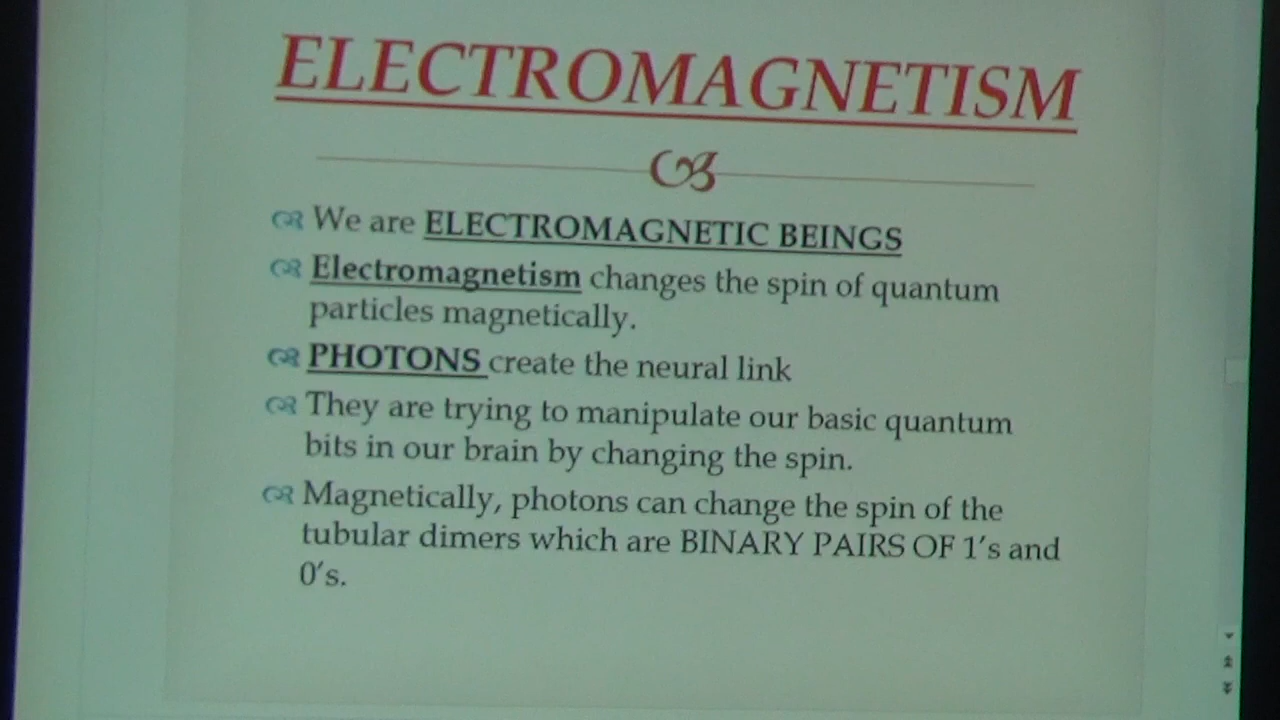 ELECTROMAGNETISM
We are ELECTROMAGNETIC BEINGS
Electromagnetism changes the spin of quantum
particles magnetically.
PHOTONS create the neural link
They are trying to manipulate our basic quantum
bits in our brain by changing the spin.
Magnetically, photons can change the spin of the
tubular dimers which are BINARY PAIRS OF 1's and
0's.